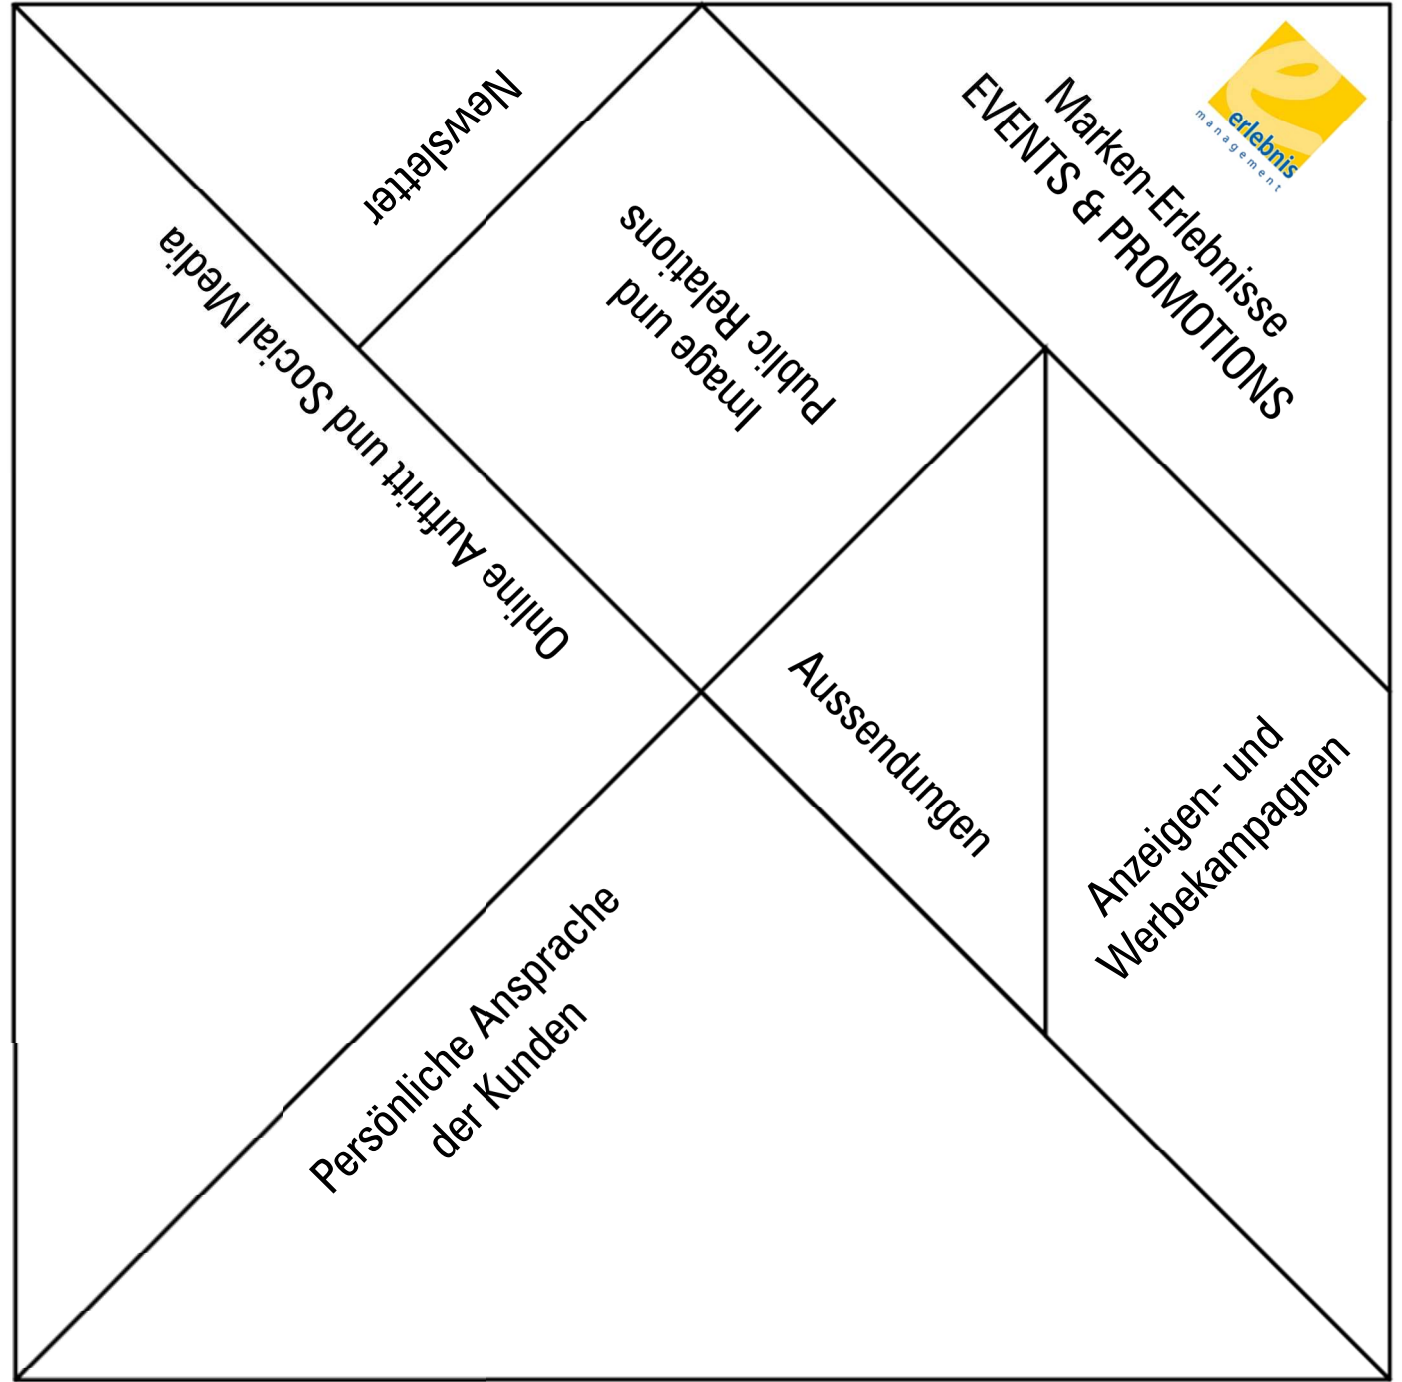 Newsletter
Marken-Erlebnisse
EVENTS & PROMOTIONS
erlebnis
management
Image und
Public Relations
Online Auftritt und Social Media
Aussendungen
Anzeigen- und
Werbekampagnen
Persönliche Ansprache
der Kunden